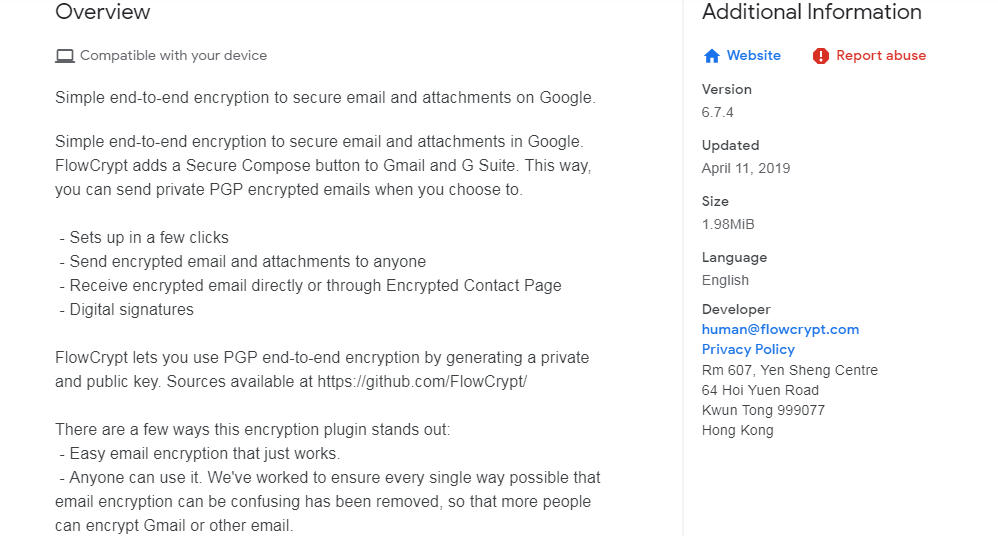 Overview
Compatible with your device
Simple end-to-end encryption to secure email and attachments on Google.
Simple end-to-end encryption to secure email and attachments in Google.
FlowCrypt adds a Secure Compose button to Gmail and G Suite. This way,
you can send private PGP encrypted emails when you choose to.
- Sets up in a few clicks
- Send encrypted email and attachments to anyone
- Receive encrypted email directly or through Encrypted Contact Page
- Digital signatures
FlowCrypt lets you use PGP end-to-end encryption by generating a private
and public key. Sources available at https://github.com/FlowCrypt/
There are a few ways this encryption plugin stands out:
- Easy email encryption that just works.
- Anyone can use it. We've worked to ensure every single way possible that
email encryption can be confusing has been removed, so that more people
can encrypt Gmail or other email.
Additional Information
Website
Report abuse
Version
6.7.4
Updated
April 11, 2019
Size
1.98MiB
Language
English
Developer
human@flowcrypt.com
Privacy Policy
Rm 607, Yen Sheng Centre
64 Hoi Yuen Road
Kwun Tong 999077
Hong Kong